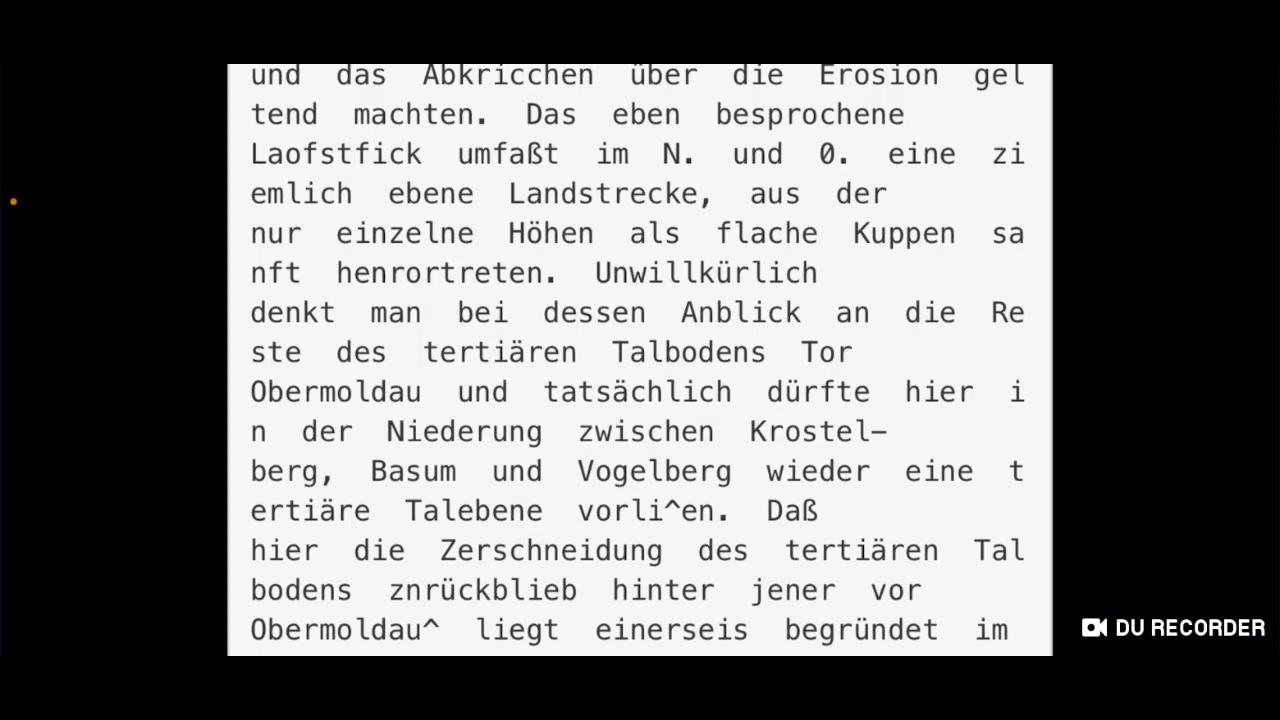 und das Abkricchen über die Erosion gel
tend machten. Das eben besprochene
Laofstfick umfaßt im N. und 0. eine zi
emlich ebene Landstrecke, aus der
nur einzelne Höhen als flache Kuppen sa
nft henrortreten. Unwillkürlich
denkt man bei dessen Anblick an die Re
ste des tertiären Talbodens Tor
Obermoldau und tatsächlich dürfte hier i
n der Niederung zwischen Krostel—
berg, Basum und Vogelberg wieder eine t
ertiäre Talebene vorli^en. Daß
hier die Zerschneidung des tertiären Tal
bodens znrückblieb hinter jener vor
Obermoldau^ liegt einerseis begründet im
DU RECORDER